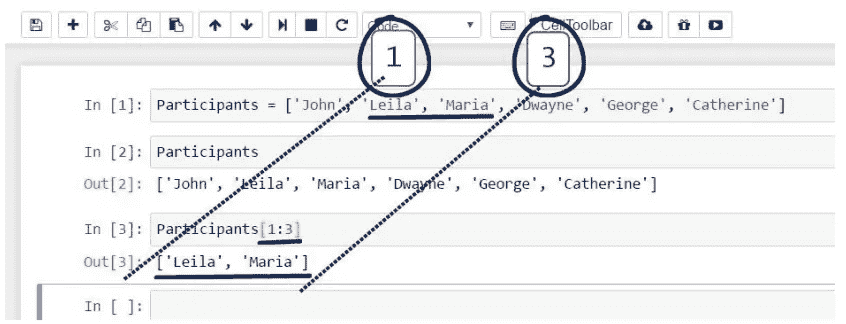 Code CellToolbar
1 3
In [1]: Participants = ['John', 'Leila', 'Maria', 'Dwayne', 'George', 'Catherine']
In [2]: Participants
Out[2]: ['John', 'Leila', 'Maria', 'Dwayne', 'George', 'Catherine']
In [3]: Participants[1:3]
Out[3]: ['Leila', 'Maria']
In [ ]: